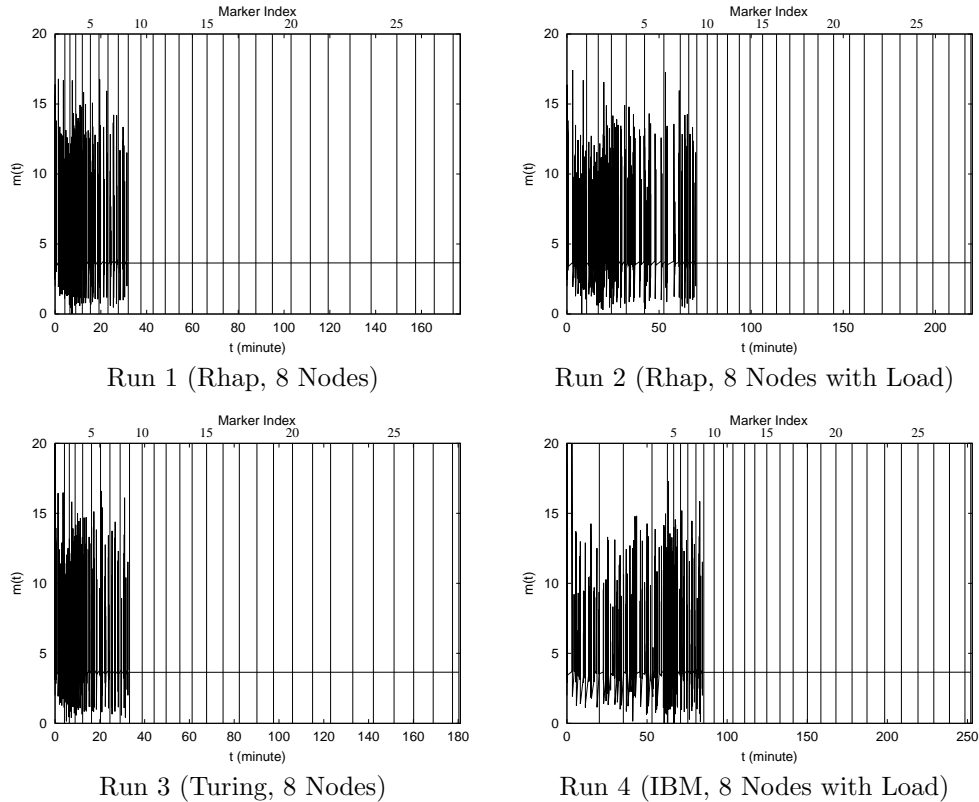 Marker Index
5 10 15 20 25
20
15
10
5
0
m(t)
0 20 40 60 80 100 120 140 160
t (minute)
Run 1 (Rhap, 8 Nodes)
Marker Index
5 10 15 20 25
20
15
10
5
0
m(t)
0 50 100 150 200
t (minute)
Run 2 (Rhap, 8 Nodes with Load)
Marker Index
5 10 15 20 25
20
15
10
5
0
m(t)
0 20 40 60 80 100 120 140 160 180
t (minute)
Run 3 (Turing, 8 Nodes)
Marker Index
5 10 15 20 25
20
15
10
5
0
m(t)
0 50 100 150 200 250
t (minute)
Run 4 (IBM, 8 Nodes with Load)